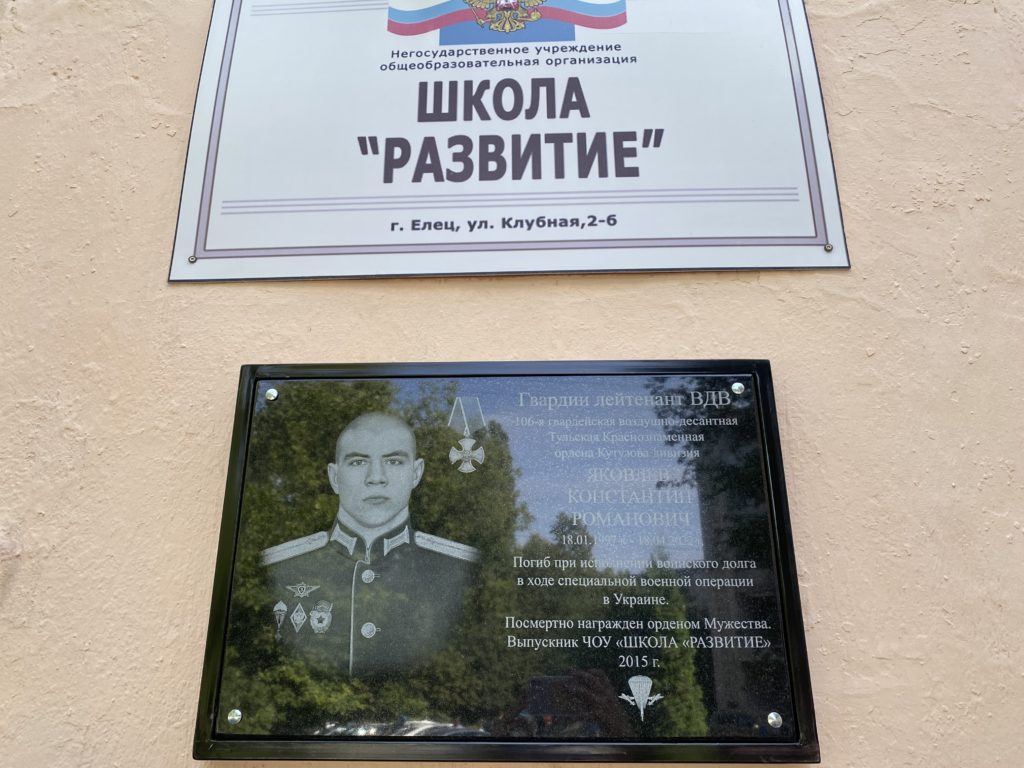 Негосударственное учреждение
общеобразовательная организация
ШКОЛА
"РАЗВИТИЕ"
г. Елец, ул. Клубная,2-б
Гвардии лейтенант ВДВ
106-я гвардейская воздушно-десантная
Тульская Краснознаменная
ордена Кутузова дивизия
ЯКОВЛЕВ
КОНСТАНТИН
РОМАНОВИЧ
Погиб при исполнении воинского долга
в ходе специальной военной операции
в Украине.
Посмертно награжден орденом Мужества.
Выпускник ЧОУ «ШКОЛА «РАЗВИТИЕ»
2015 г.